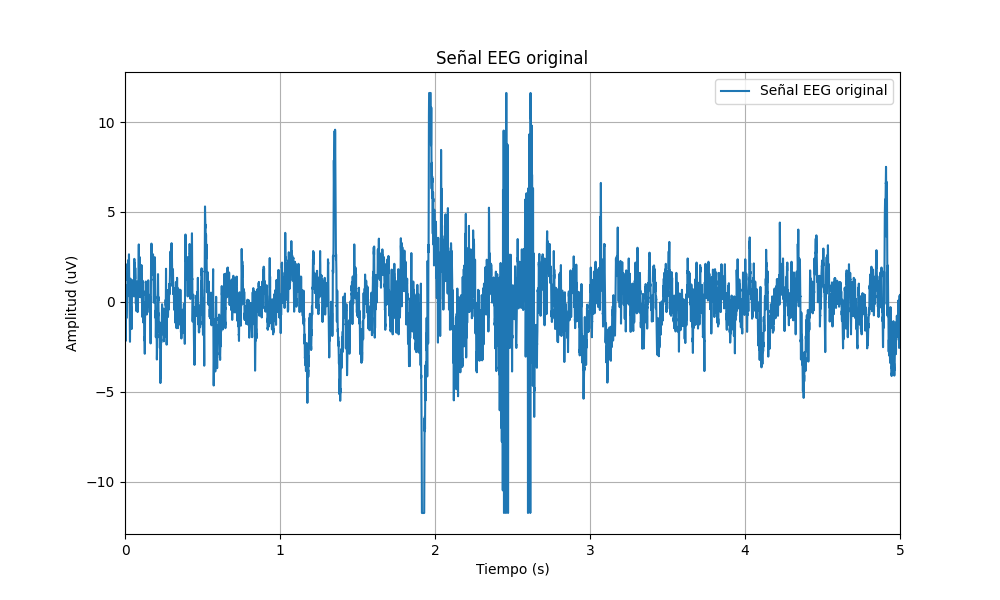 Señal EEG original
Señal EEG original
10
5
0
−5
−10
Amplitud (uV)
0 1 2 3 4 5
Tiempo (s)